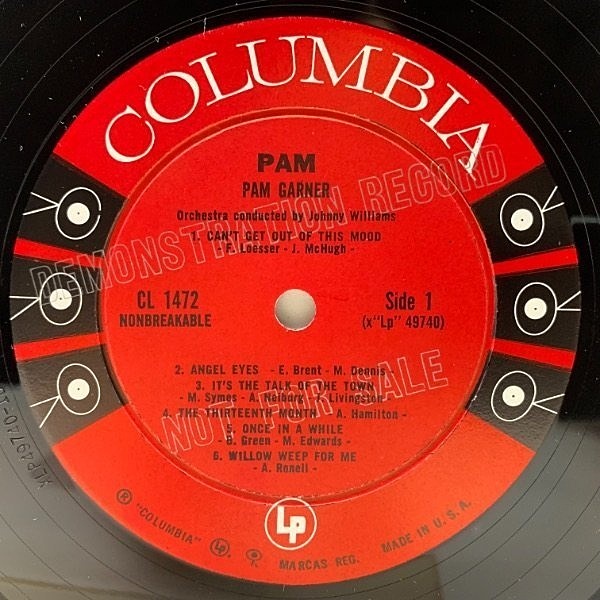 COLUMBIA
PAM
PAM GARNER
Orchestra conducted by Johnny Williams
1. CAN'T GET OUT OF THIS MOOD
F. Loesser - J. McHugh -
DEMONSTRATION RECORD
CL 1472
NONBREAKABLE
Side 1
(x"Lp" 49740)
2. ANGEL EYES - E. Brent - M. Dennis -
3. IT'S THE TALK OF THE TOWN
- M. Symes - A. Neiburg - J. Livingston -
4. THE THIRTEENTH MONTH - A. Hamilton -
5. ONCE IN A WHILE
- B. Green - M. Edwards -
6. WILLOW WEEP FOR ME
- A. Ronell -
NOT FOR SALE
Lp
® "COLUMBIA"
MARCAS REG.
MADE IN U.S.A.